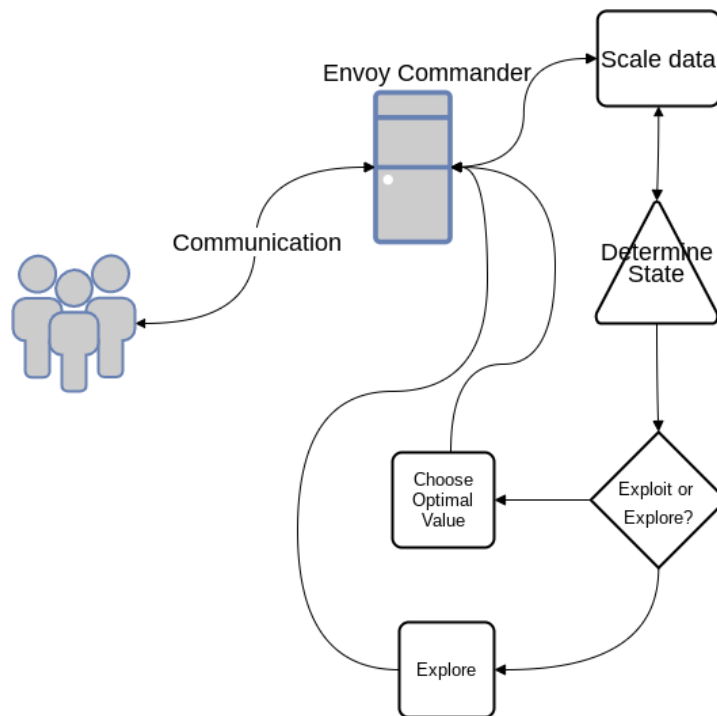 Scale data
Envoy Commander
Communication
Determine
State
Choose
Optimal
Value
Exploit or
Explore?
Explore